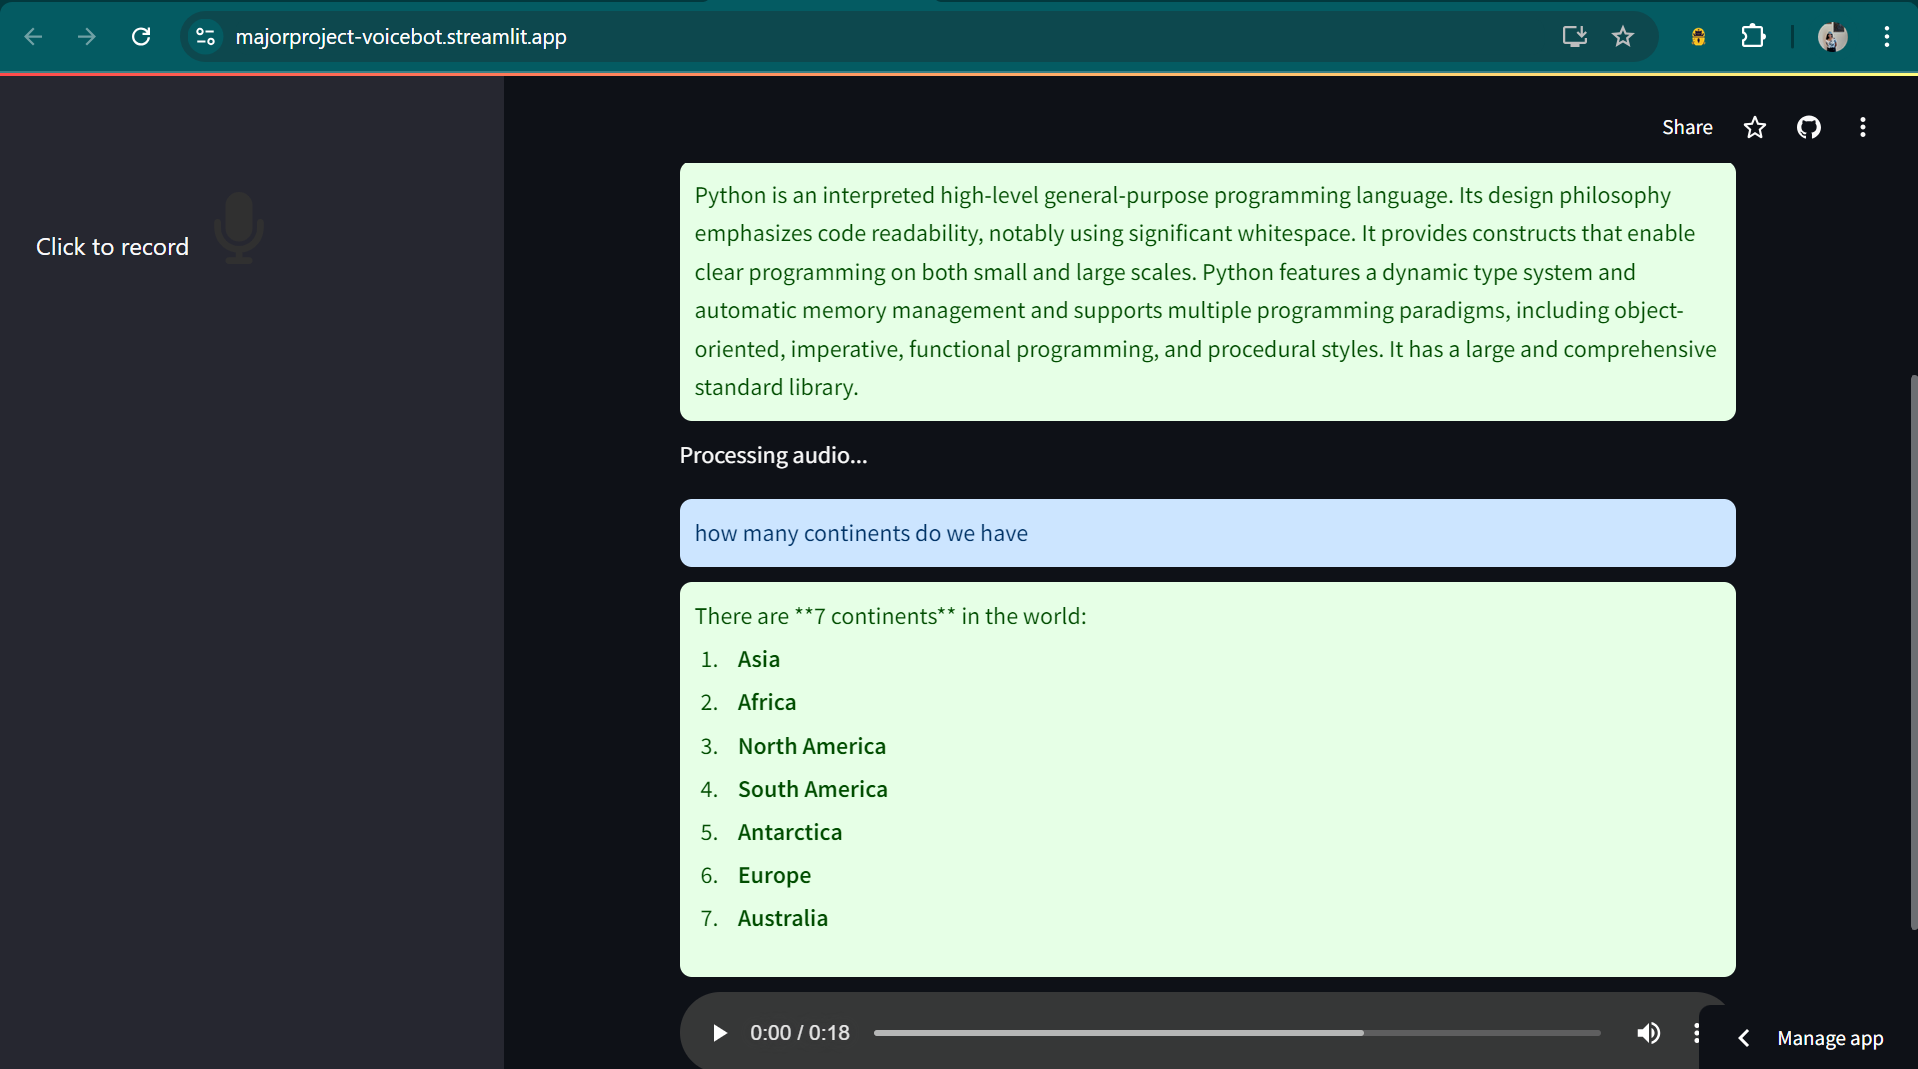 majorproject-voicebot.streamlit.app
Share
Click to record
Python is an interpreted high-level general-purpose programming language. Its design philosophy
emphasizes code readability, notably using significant whitespace. It provides constructs that enable
clear programming on both small and large scales. Python features a dynamic type system and
automatic memory management and supports multiple programming paradigms, including object-
oriented, imperative, functional programming, and procedural styles. It has a large and comprehensive
standard library.
Processing audio...
how many continents do we have
There are **7 continents** in the world:
1. Asia
2. Africa
3. North America
4. South America
5. Antarctica
6. Europe
7. Australia
0:00 / 0:18
Manage app